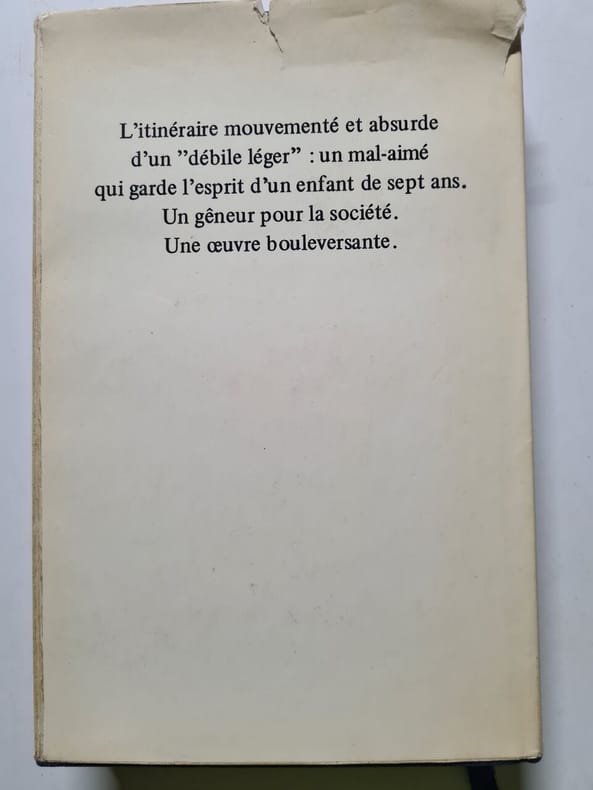 L'itinéraire mouvementé et absurde
d'un ”débile léger” : un mal-aimé
qui garde l'esprit d'un enfant de sept ans.
Un gêneur pour la société.
Une œuvre bouleversante.